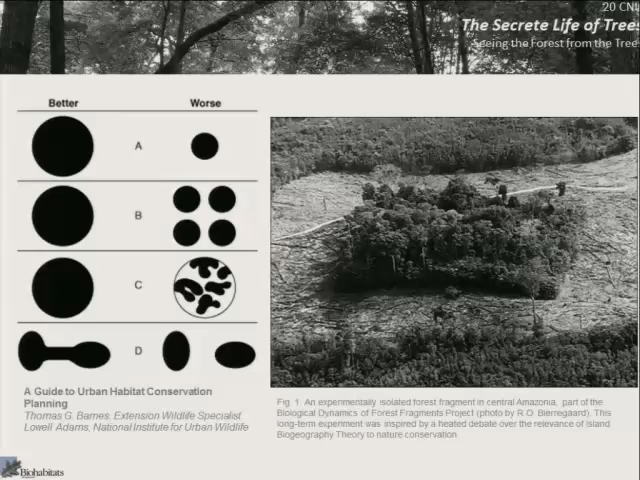 20 CNL
The Secrete Life of Trees
Seeing the Forest from the Trees
Better Worse
A
B
C
D
A Guide to Urban Habitat Conservation
Planning
Thomas G. Barnes: Extension Wildlife Specialist
Lowell Adams, National Institute for Urban Wildlife
Fig. 1. An experimentally isolated forest fragment in central Amazonia, part of the
Biological Dynamics of Forest Fragments Project (photo by R.O. Bierregaard). This
long-term experiment was inspired by a heated debate over the relevance of Island
Biogeography Theory to nature conservation
Biohabitats